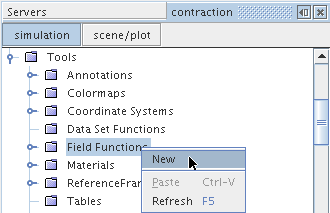 Servers contraction
simulation scene/plot
Tools
Annotations
Colormaps
Coordinate Systems
Data Set Functions
Field Functions
New
Materials
Paste Ctrl-V
ReferenceFram
Refresh F5
Tables